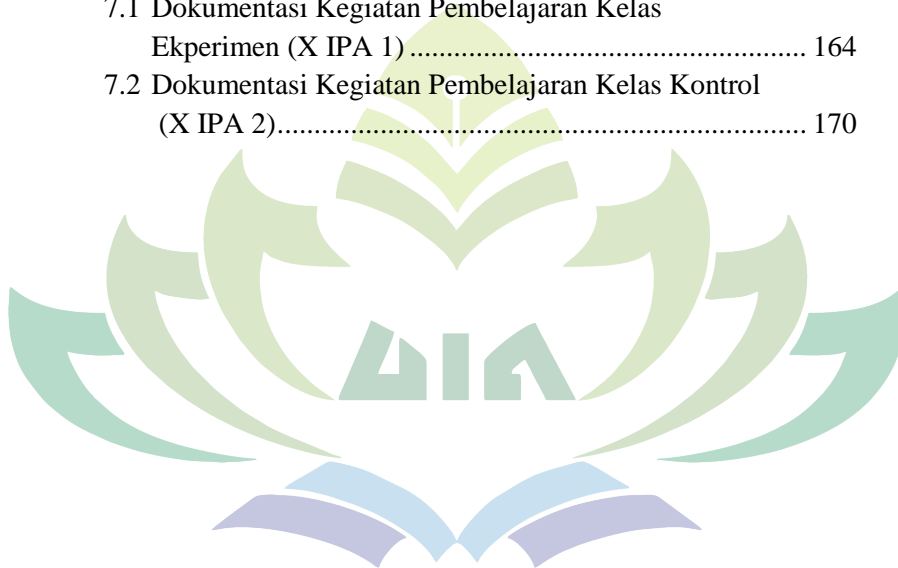 7.1 Dokumentasi Kegiatan Pembelajaran Kelas
Ekperimen (X IPA 1)...................................................... 164
7.2 Dokumentasi Kegiatan Pembelajaran Kelas Kontrol
(X IPA 2)........................................................................ 170
UIN